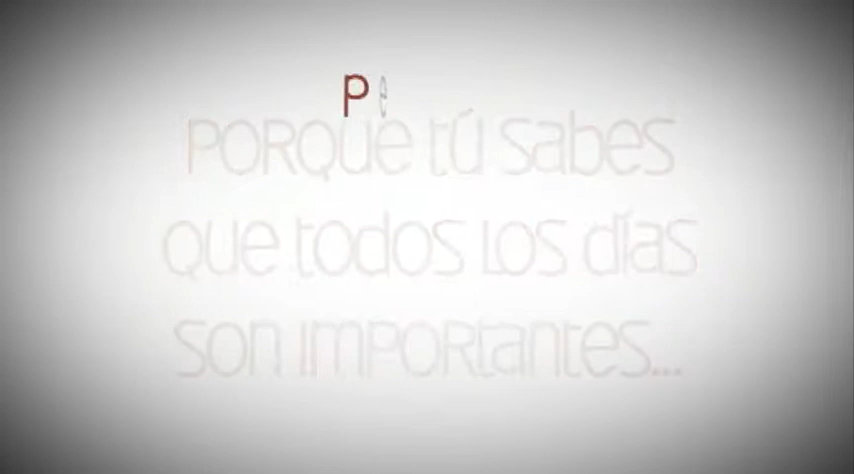 Pe
PORQue tú sabes
que todos los días
son importantes...